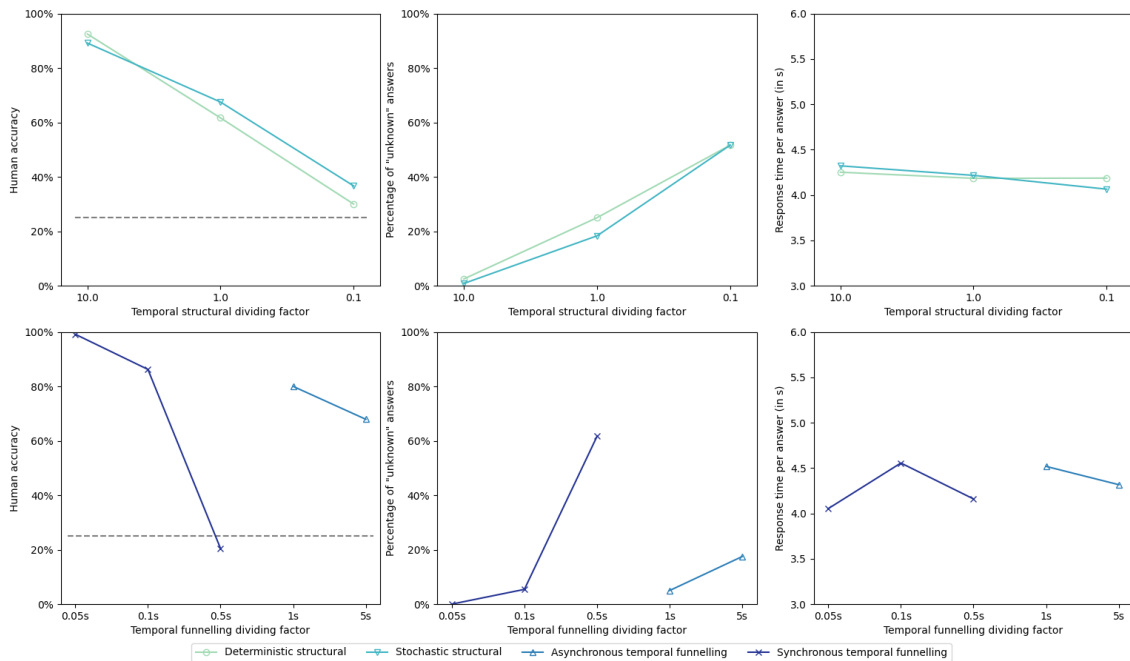 100%
80%
60%
40%
20%
0%
Human accuracy
10.0 1.0 0.1
Temporal structural dividing factor
100%
80%
60%
40%
20%
0%
Percentage of "unknown" answers
10.0 1.0 0.1
Temporal structural dividing factor
6.0
5.5
5.0
4.5
4.0
3.5
3.0
Response time per answer (in s)
10.0 1.0 0.1
Temporal structural dividing factor
100%
80%
60%
40%
20%
0%
Human accuracy
0.05s 0.1s 0.5s 1s 5s
Temporal funnelling dividing factor
100%
80%
60%
40%
20%
0%
Percentage of "unknown" answers
0.05s 0.1s 0.5s 1s 5s
Temporal funnelling dividing factor
6.0
5.5
5.0
4.5
4.0
3.5
3.0
Response time per answer (in s)
0.05s 0.1s 0.5s 1s 5s
Temporal funnelling dividing factor
Deterministic structural Stochastic structural Asynchronous temporal funnelling Synchronous temporal funnelling